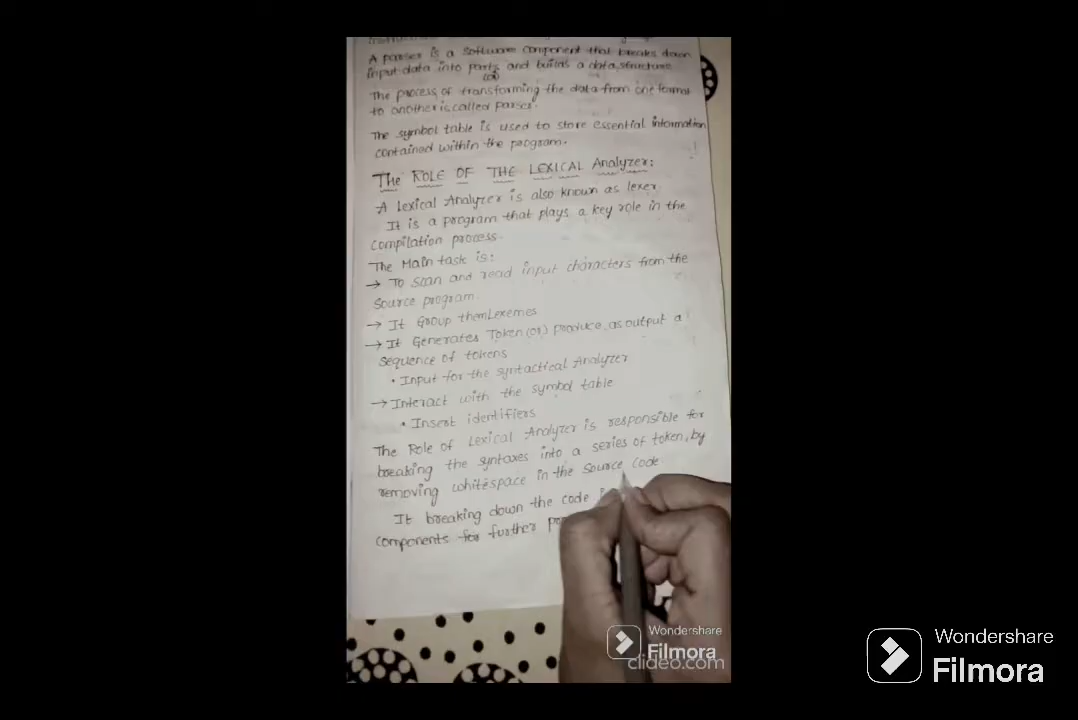 A parser is a software component that breaks down
input data into parts and builds a data structure
(or)
The process of transforming the data from one format
to another is called parser.
The symbol table is used to store essential information
contained within the program.
The ROLE OF THE LEXICAL Analyzer:
A Lexical Analyzer is also known as lexer
It is a program that plays a key role in the
compilation process.
The Main task is:
→ To scan and read input characters from the
source program
→ It Group them Lexemes
→ It Generates Token (or) produce as output a
sequence of tokens
• Input for the syntactical Analyzer
→ Interact with the symbol table
• Insert identifiers
The Role of Lexical Analyzer is responsible for
breaking the syntaxes into a series of token, by
removing whitespace in the source code
It breaking down the code
components for further
Wondershare
Filmora
clideo.com
Wondershare
Filmora